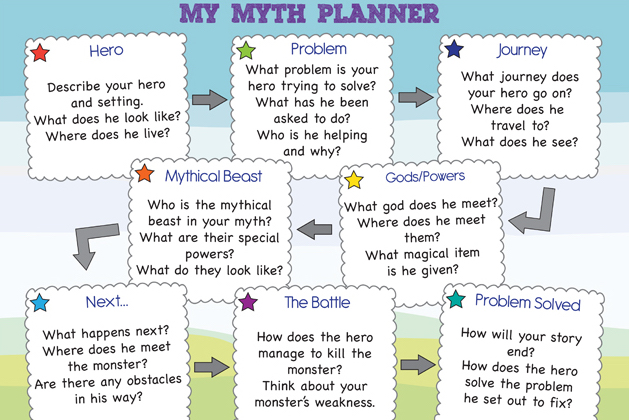 MY MYTH PLANNER
Hero
Describe your hero
and setting.
What does he look like?
Where does he live?
Problem
What problem is your
hero trying to solve?
What has he been
asked to do?
Who is he helping
and why?
Journey
What journey does
your hero go on?
Where does he
travel to?
What does he see?
Gods/Powers
What god does he meet?
Where does he meet
them?
What magical item
is he given?
Mythical Beast
Who is the mythical
beast in your myth?
What are their special
powers?
What do they look like?
Next...
What happens next?
Where does he meet
the monster?
Are there any obstacles
in his way?
The Battle
How does the hero
manage to kill the
monster?
Think about your
monster's weakness.
Problem Solved
How will your story
end?
How does the hero
solve the problem
he set out to fix?